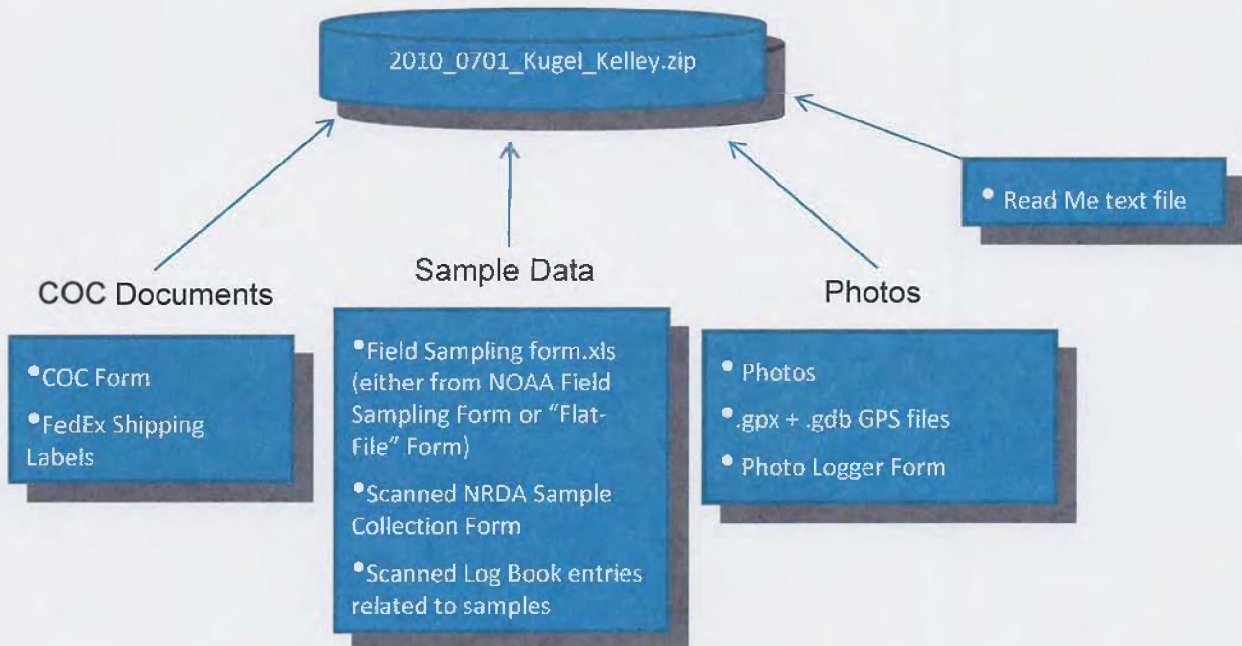 2010_0701_Kugel_Kelley.zip
• Read Me text file
COC Documents
•COC Form
•FedEx Shipping
Labels
Sample Data
•Field Sampling form.xls
(either from NOAA Field
Sampling Form or "Flat-
File" Form)
•Scanned NRDA Sample
Collection Form
•Scanned Log Book entries
related to samples
Photos
• Photos
• .gpx + .gdb GPS files
• Photo Logger Form